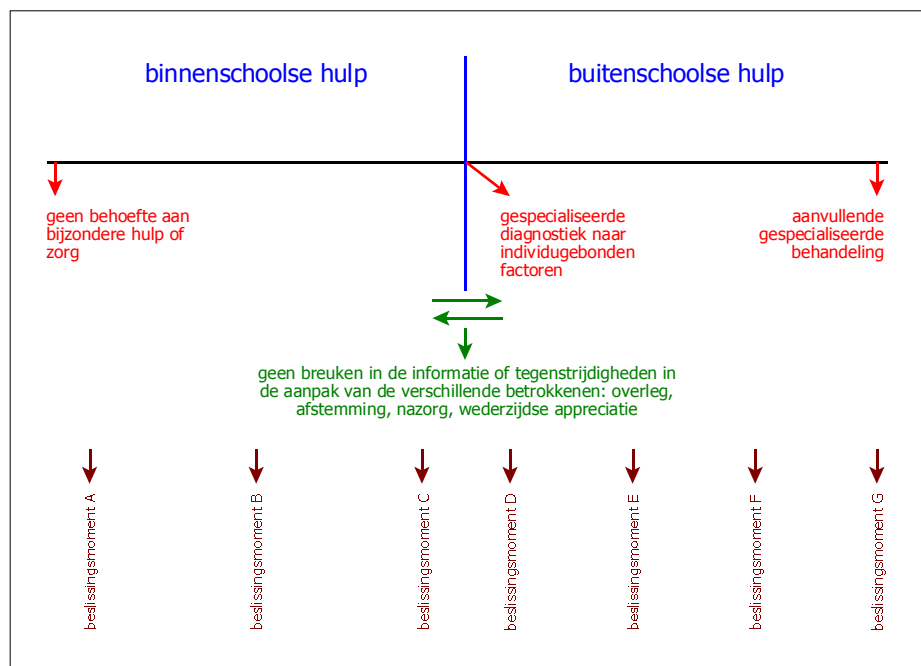 binnenschoolse hulp
buitenschoolse hulp
geen behoefte aan
bijzondere hulp of
zorg
gespecialiseerde
diagnostiek naar
individugebonden
factoren
aanvullende
gespecialiseerde
behandeling
geen breuken in de informatie of tegenstrijdigheden in
de aanpak van de verschillende betrokkenen: overleg,
afstemming, nazorg, wederzijdse appreciatie
beslissingsmoment A
beslissingsmoment B
beslissingsmoment C
beslissingsmoment D
beslissingsmoment E
beslissingsmoment F
beslissingsmoment G